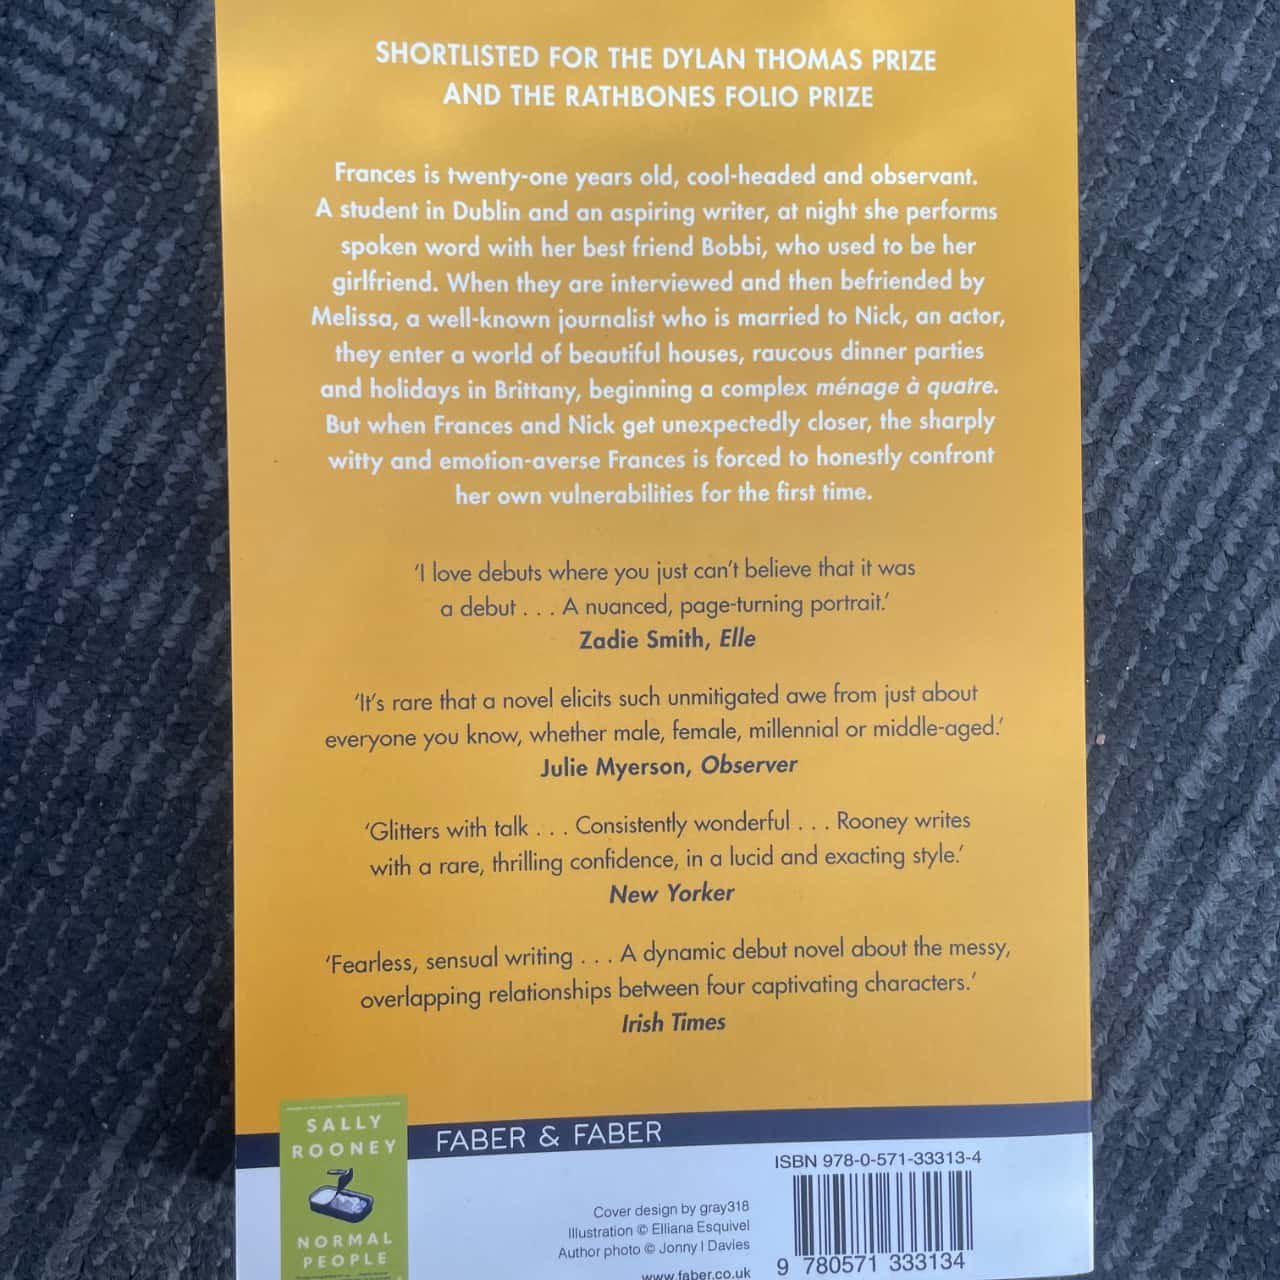 SHORTLISTED FOR THE DYLAN THOMAS PRIZE
AND THE RATHBONES FOLIO PRIZE
Frances is twenty-one years old, cool-headed and observant.
A student in Dublin and an aspiring writer, at night she performs
spoken word with her best friend Bobbi, who used to be her
girlfriend. When they are interviewed and then befriended by
Melissa, a well-known journalist who is married to Nick, an actor,
they enter a world of beautiful houses, raucous dinner parties
and holidays in Brittany, beginning a complex ménage à quatre.
But when Frances and Nick get unexpectedly closer, the sharply
witty and emotion-averse Frances is forced to honestly confront
her own vulnerabilities for the first time.
‘I love debuts where you just can’t believe that it was
a debut . . . A nuanced, page-turning portrait.’
Zadie Smith, Elle
‘It’s rare that a novel elicits such unmitigated awe from just about
everyone you know, whether male, female, millennial or middle-aged.’
Julie Myerson, Observer
‘Glitters with talk . . . Consistently wonderful . . . Rooney writes
with a rare, thrilling confidence, in a lucid and exacting style.’
New Yorker
‘Fearless, sensual writing . . . A dynamic debut novel about the messy,
overlapping relationships between four captivating characters.’
Irish Times
SALLY
ROONEY
NORMAL
PEOPLE
FABER & FABER
ISBN 978-0-571-33313-4
Cover design by gray318
Illustration © Elliana Esquivel
Author photo © Jonny l Davies
www.faber.co.uk
9 780571 333134